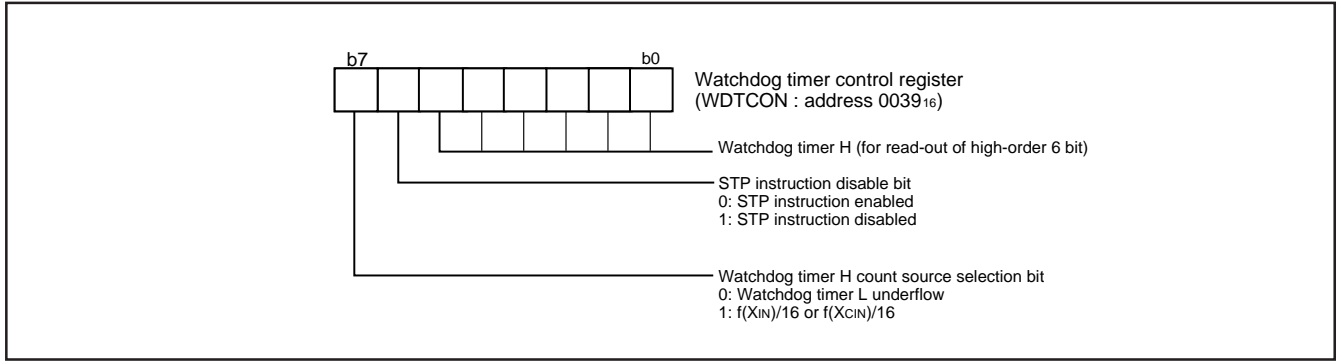 b7 b0
Watchdog timer control register
(WDTCON : address 003916)
Watchdog timer H (for read-out of high-order 6 bit)
STP instruction disable bit
0: STP instruction enabled
1: STP instruction disabled
Watchdog timer H count source selection bit
0: Watchdog timer L underflow
1: f(XIN)/16 or f(XCIN)/16